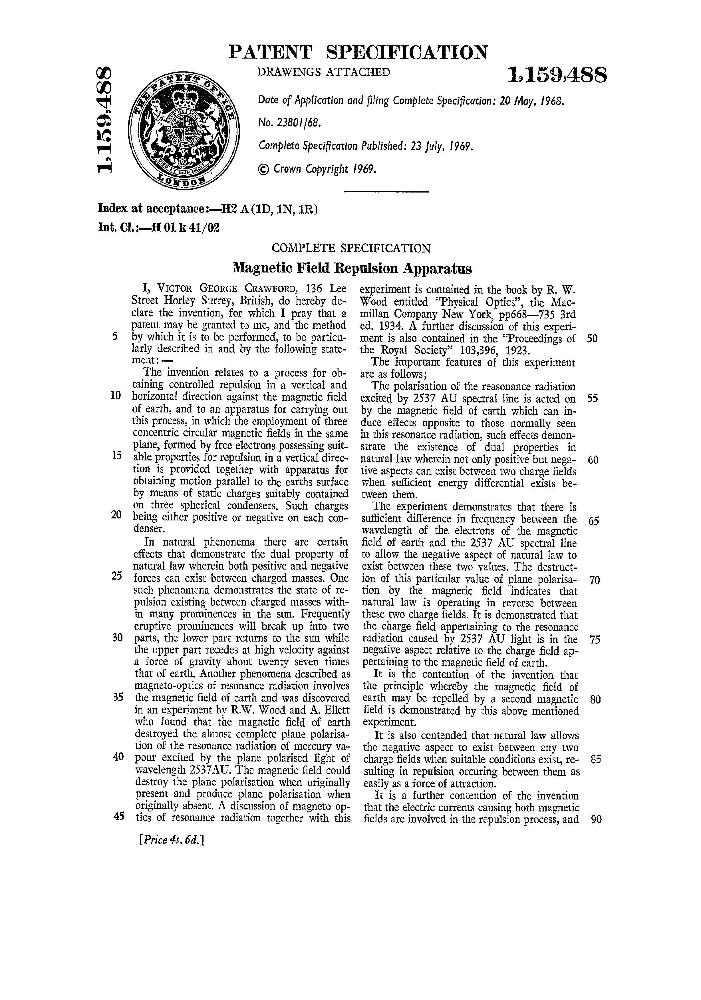 PATENT SPECIFICATION
DRAWINGS ATTACHED
1,159,488
1,159,488
THE PATENT OFFICE
LONDON
HONI SOIT QUI MAL
PENSE
DIEU ET MON DROIT
Date of Application and filing Complete Specification: 20 May, 1968.
No. 23801/68.
Complete Specification Published: 23 July, 1969.
© Crown Copyright 1969.
Index at acceptance:—H2 A(1D, 1N, 1R)
Int. Cl.:—H 01 k 41/02
COMPLETE SPECIFICATION
Magnetic Field Repulsion Apparatus
I, VICTOR GEORGE CRAWFORD, 136 Lee
Street Horley Surrey, British, do hereby de-
clare the invention, for which I pray that a
patent may be granted to me, and the method
5 by which it is to be performed, to be particu-
larly described in and by the following state-
ment:—
The invention relates to a process for ob-
taining controlled repulsion in a vertical and
10 horizontal direction against the magnetic field
of earth, and to an apparatus for carrying out
this process, in which the employment of three
concentric circular magnetic fields in the same
plane, formed by free electrons possessing suit-
15 able properties for repulsion in a vertical direc-
tion is provided together with apparatus for
obtaining motion parallel to the earths surface
by means of static charges suitably contained
on three spherical condensers. Such charges
20 being either positive or negative on each con-
denser.
In natural phenonema there are certain
effects that demonstrate the dual property of
natural law wherein both positive and negative
25 forces can exist between charged masses. One
such phenomena demonstrates the state of re-
pulsion existing between charged masses with-
in many prominences in the sun. Frequently
eruptive prominences will break up into two
30 parts, the lower part returns to the sun while
the upper part recedes at high velocity against
a force of gravity about twenty seven times
that of earth. Another phenomena described as
magneto-optics of resonance radiation involves
35 the magnetic field of earth and was discovered
in an experiment by R.W. Wood and A. Ellett
who found that the magnetic field of earth
destroyed the almost complete plane polarisa-
tion of the resonance radiation of mercury va-
40 pour excited by the plane polarised light of
wavelength 2537AU. The magnetic field could
destroy the plane polarisation when originally
present and produce plane polarisation when
originally absent. A discussion of magneto op-
45 tics of resonance radiation together with this
experiment is contained in the book by R. W.
Wood entitled “Physical Optics”, the Mac-
millan Company New York, pp668—735 3rd
ed. 1934. A further discussion of this experi-
ment is also contained in the “Proceedings of 50
the Royal Society” 103,396, 1923.
The important features of this experiment
are as follows;
The polarisation of the reasonance radiation
excited by 2537 AU spectral line is acted on 55
by the magnetic field of earth which can in-
duce effects opposite to those normally seen
in this resonance radiation, such effects demon-
strate the existence of dual properties in
natural law wherein not only positive but nega- 60
tive aspects can exist between two charge fields
when sufficient energy differential exists be-
tween them.
The experiment demonstrates that there is
sufficient difference in frequency between the 65
wavelength of the electrons of the magnetic
field of earth and the 2537 AU spectral line
to allow the negative aspect of natural law to
exist between these two values. The destruct-
ion of this particular value of plane polarisa- 70
tion by the magnetic field indicates that
natural law is operating in reverse between
these two charge fields. It is demonstrated that
the charge field appertaining to the resonance
radiation caused by 2537 AU light is in the 75
negative aspect relative to the charge field ap-
pertaining to the magnetic field of earth.
It is the contention of the invention that
the principle whereby the magnetic field of
earth may be repelled by a second magnetic 80
field is demonstrated by this above mentioned
experiment.
It is also contended that natural law allows
the negative aspect to exist between any two
charge fields when suitable conditions exist, re- 85
sulting in repulsion occuring between them as
easily as a force of attraction.
It is a further contention of the invention
that the electric currents causing both magnetic
fields are involved in the repulsion process, and 90
[Price 4s. 6d.]